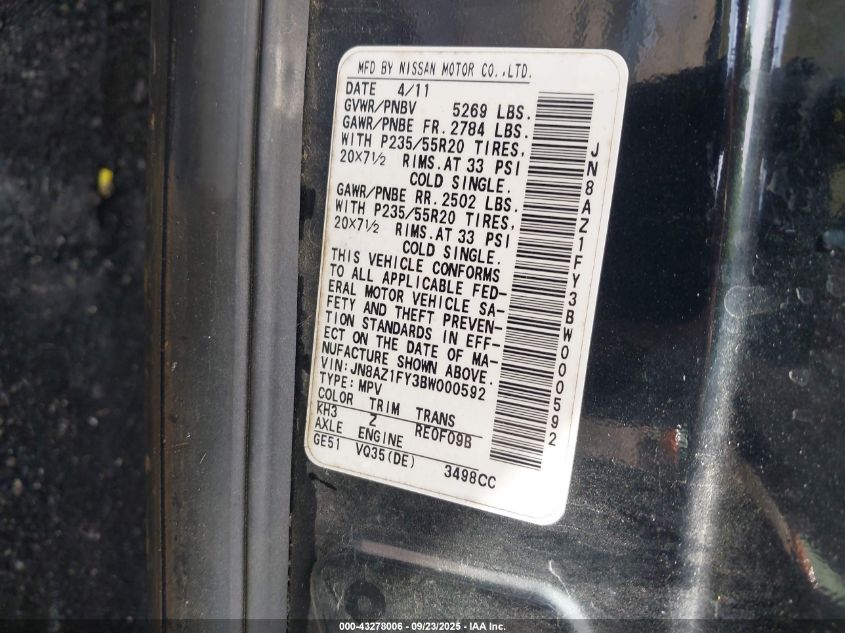 MFD BY NISSAN MOTOR CO.,LTD.
DATE 4/11
GVWR/PNBV 5269 LBS.
GAWR/PNBE FR. 2784 LBS.
WITH P235/55R20 TIRES,
20X7½ RIMS. AT 33 PSI
COLD SINGLE.
GAWR/PNBE RR. 2502 LBS.
WITH P235/55R20 TIRES,
20X7½ RIMS. AT 33 PSI
COLD SINGLE.
THIS VEHICLE CONFORMS
TO ALL APPLICABLE FED-
ERAL MOTOR VEHICLE SA-
FETY AND THEFT PREVEN-
TION STANDARDS IN EFF-
ECT ON THE DATE OF MA-
NUFACTURE SHOWN ABOVE.
VIN: JN8AZ1FY3BW000592
TYPE: MPV
COLOR TRIM TRANS
KH3 Z RE0F09B
AXLE ENGINE
GE51 VQ35(DE) 3498CC
JN8AZ1FY3BW000592
000-43278006 - 09/23/2025 - IAA Inc.